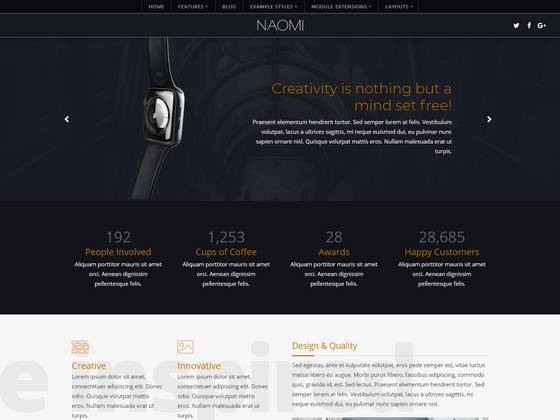 HOME FEATURES BLOG EXAMPLE STYLES MODULE EXTENSIONS LAYOUTS
NAOMI
Creativity is nothing but a
mind set free!
Praesent elementum hendrerit tortor. Sed semper lorem at felis. Vestibulum
volutpat, lacus a ultrices sagittis, mi neque euismod dui, eu pulvinar nunc
sapien ornare nisl. Quisque volutpat mattis eros. Nullam malesuada erat ut
turpis.
192 1,253 28 28,685
People Involved Cups of Coffee Awards Happy Customers
Aliquam porttitor mauris sit amet Aliquam porttitor mauris sit amet Aliquam porttitor mauris sit amet Aliquam porttitor mauris sit amet
orci. Aenean dignissim orci. Aenean dignissim orci. Aenean dignissim orci. Aenean dignissim
pellentesque felis. pellentesque felis. pellentesque felis. pellentesque felis.
Creative
Lorem ipsum dolor sit amet,
consectetuer adipiscing elit. Donec
odio. Quisque volutpat mattis
eros. Nullam malesuada erat ut
turpis.
Innovative
Lorem ipsum dolor sit amet,
consectetuer adipiscing elit. Donec
odio. Quisque volutpat mattis
eros. Nullam malesuada erat ut
turpis.
Design & Quality
Sed egestas, ante et vulputate volutpat, eros pede semper est, vitae luctus
metus libero eu augue. Morbi purus libero, faucibus adipiscing, commodo
quis, gravida id, est. Sed lectus. Praesent elementum hendrerit tortor. Sed
semper lorem at felis. Vestibulum volutpat, lacus a ultrices sagittis, mi
neque euismod dui, eu pulvinar nunc sapien ornare nisl.